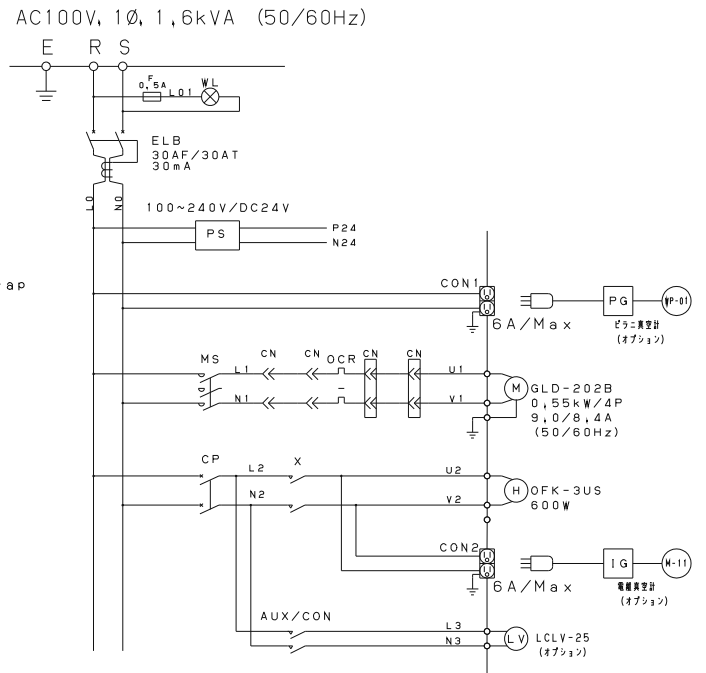 AC100V, 1Ø, 1,6kVA (50/60Hz)
E R S
F
0,5A
L01
WL
ELB
30AF/30AT
30mA
L0
N0
100~240V/DC24V
PS
P24
N24
ap
CON1
6A/Max
PG
WP-01
ピラニ真空計
(オプション)
MS
L1
CN
CN
OCR
CN
CN
U1
N1
V1
M
GLD-202B
0,55kW/4P
9,0/8,4A
(50/60Hz)
CP
L2
X
U2
N2
V2
H
OFK-3US
600W
CON2
6A/Max
IG
W-11
電離真空計
(オプション)
AUX/CON
L3
N3
LV
LCLV-25
(オプション)